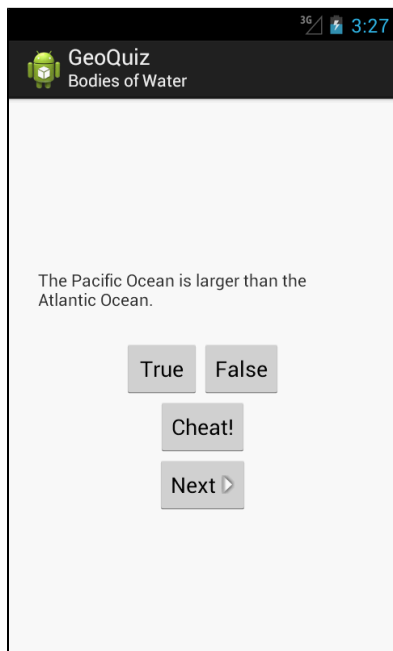 3G 3:27
GeoQuiz
Bodies of Water
The Pacific Ocean is larger than the
Atlantic Ocean.
True False
Cheat!
Next